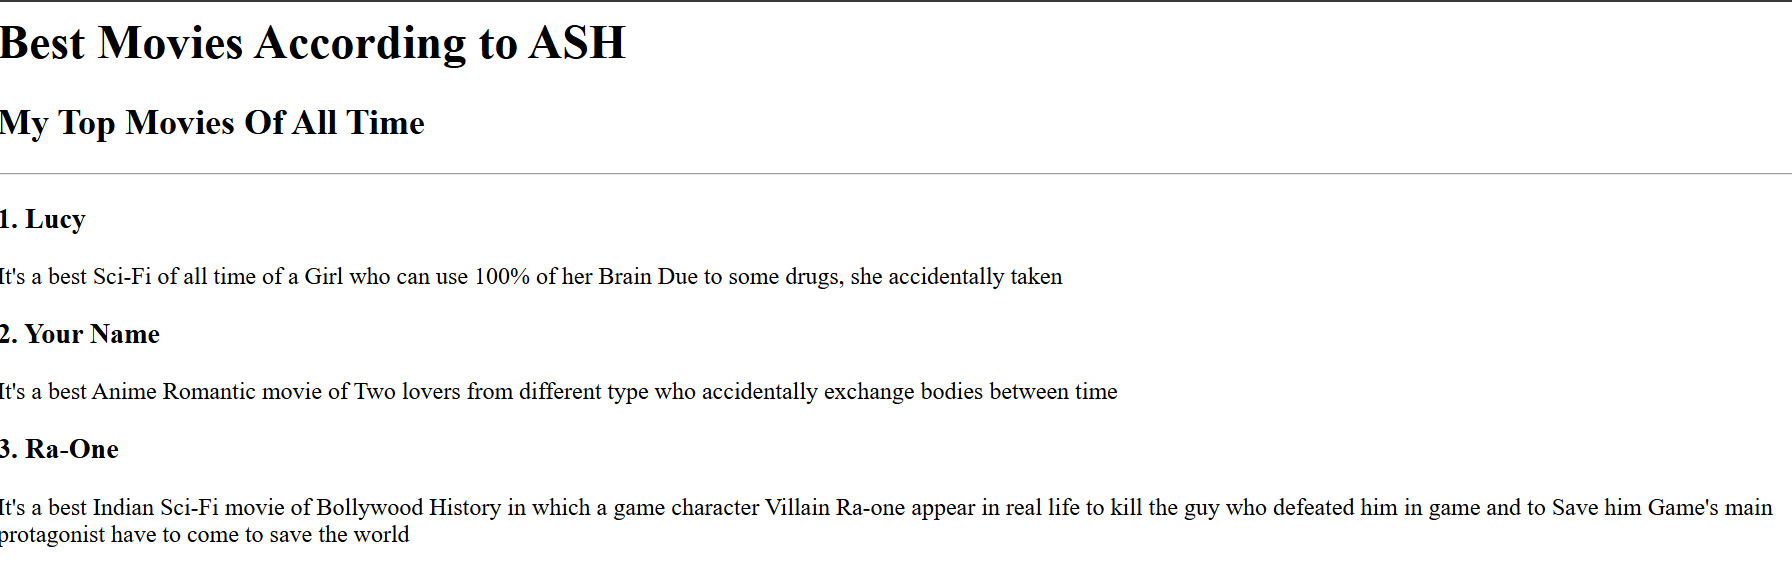 Best Movies According to ASH
My Top Movies Of All Time
1. Lucy
It's a best Sci-Fi of all time of a Girl who can use 100% of her Brain Due to some drugs, she accidentally taken
2. Your Name
It's a best Anime Romantic movie of Two lovers from different type who accidentally exchange bodies between time
3. Ra-One
It's a best Indian Sci-Fi movie of Bollywood History in which a game character Villain Ra-one appear in real life to kill the guy who defeated him in game and to Save him Game's main
protagonist have to come to save the world